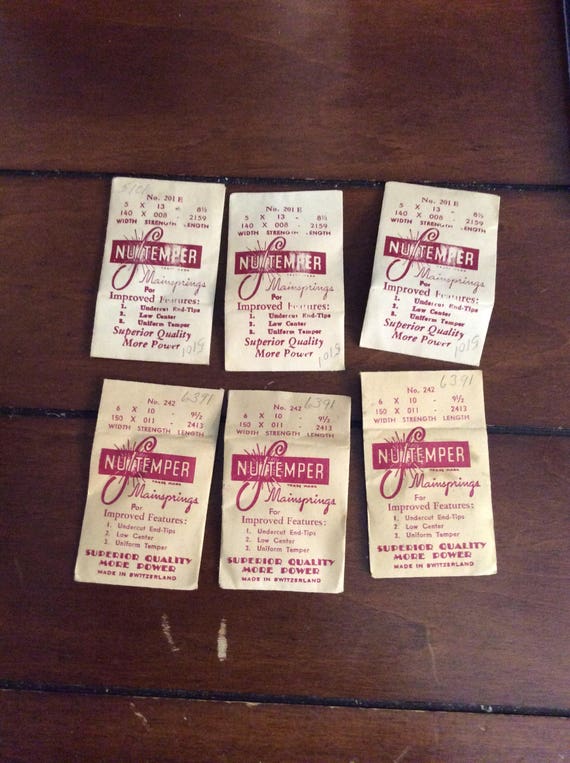 5101
No. 201 E
5 X 13 - 8½
140 X 008 - 2159
WIDTH STRENGTH LENGTH
NU-TEMPER
TRADE MARK
Mainsprings
For
Improved Features:
1. Undercut End-Tips
2. Low Center
3. Uniform Temper
Superior Quality
More Power
No. 201 E
5 X 13 - 8½
140 X 008 - 2159
WIDTH STRENGTH LENGTH
NU-TEMPER
TRADE MARK
Mainsprings
For
Improved Features:
1. Undercut End-Tips
2. Low Center
3. Uniform Temper
Superior Quality
More Power
1019
No. 201 E
5 X 13 - 8½
140 X 008 - 2159
WIDTH STRENGTH LENGTH
NU-TEMPER
TRADE MARK
Mainsprings
For
Improved Features:
1. Undercut End-Tips
2. Low Center
3. Uniform Temper
Superior Quality
More Power
1019
6391
No. 242
6 X 10 - 9½
150 X 011 - 2413
WIDTH STRENGTH LENGTH
NU-TEMPER
TRADE MARK
Mainsprings
For
Improved Features:
1. Undercut End-Tips
2. Low Center
3. Uniform Temper
SUPERIOR QUALITY
MORE POWER
MADE IN SWITZERLAND
6391
No. 242
6 X 10 - 9½
150 X 011 - 2413
WIDTH STRENGTH LENGTH
NU-TEMPER
TRADE MARK
Mainsprings
For
Improved Features:
1. Undercut End-Tips
2. Low Center
3. Uniform Temper
SUPERIOR QUALITY
MORE POWER
MADE IN SWITZERLAND
6391
No. 242
6 X 10 - 9½
150 X 011 - 2413
WIDTH STRENGTH LENGTH
NU-TEMPER
TRADE MARK
Mainsprings
For
Improved Features:
1. Undercut End-Tips
2. Low Center
3. Uniform Temper
SUPERIOR QUALITY
MORE POWER
MADE IN SWITZERLAND